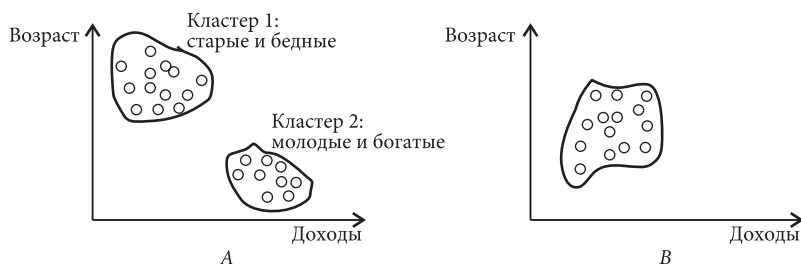 Возраст
Кластер 1:
старые и бедные
Кластер 2:
молодые и богатые
Доходы
А
Возраст
Доходы
В